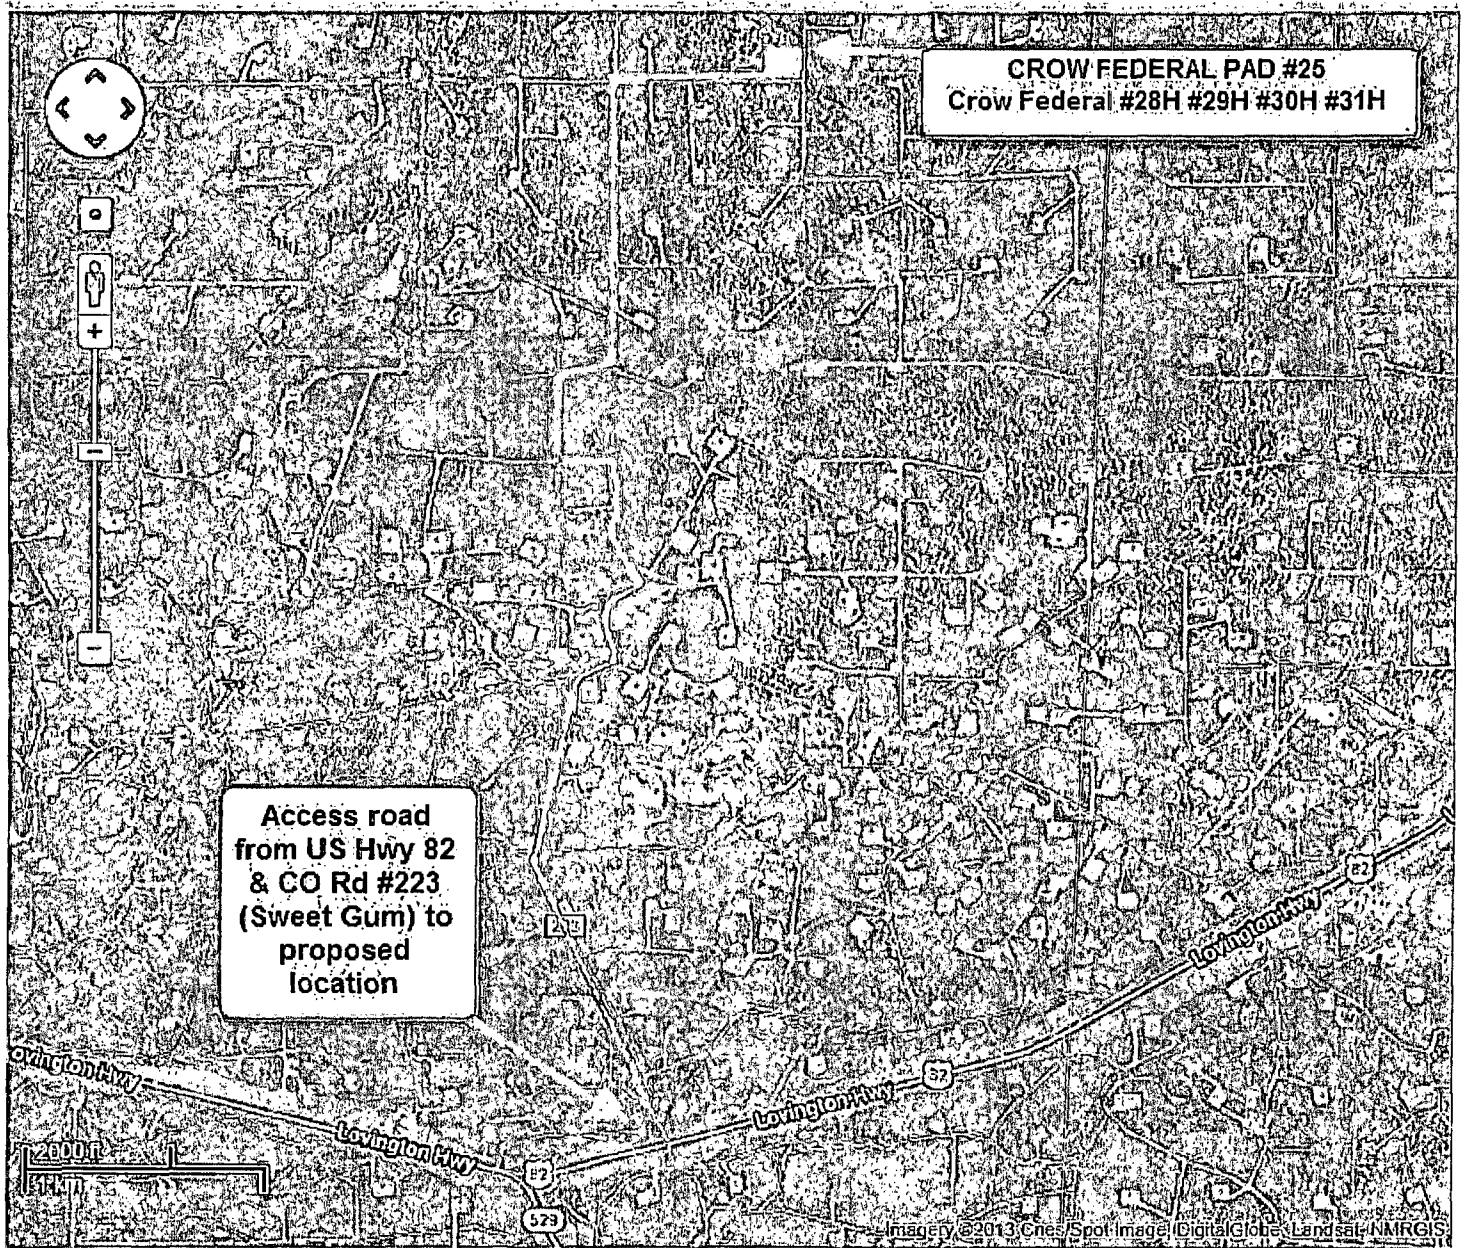 CROW FEDERAL PAD #25
Crow Federal #28H #29H #30H #31H
Access road
from US Hwy 82
& CO Rd #223
(Sweet Gum) to
proposed
location
82
Lovington Hwy
ovington Hwy
82
Lovington Hwy
Lovington Hwy
2000 ft
1 km
82
529
Imagery ©2013 Cnes/Spot Image, DigitalGlobe, Landsat, NMRGIS